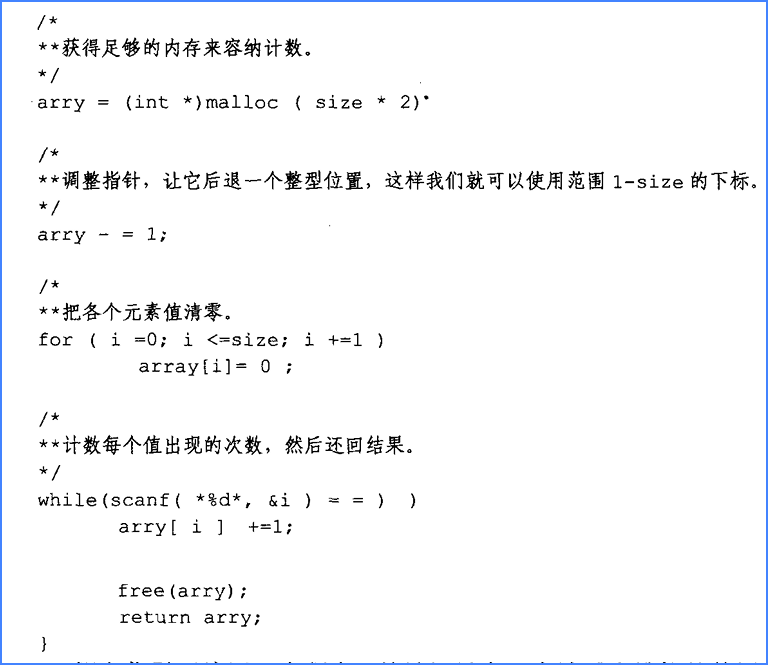 /*
**获得足够的内存来容纳计数。
*/
arry = (int *)malloc ( size * 2)
/*
**调整指针，让它后退一个整型位置，这样我们就可以使用范围 1-size 的下标。
*/
arry - = 1;
/*
**把各个元素值清零。
for ( i =0; i <=size; i +=1 )
array[i]= 0 ;
/*
**计数每个值出现的次数，然后还回结果。
*/
while(scanf( *%d*, &i ) = = ) )
arry[ i ] +=1;
free(arry);
return arry;
}